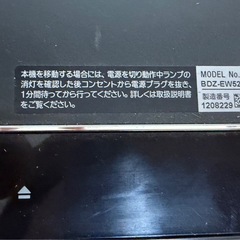 本機を移動する場合には、電源を切り動作中ランプの
消灯を確認した後コンセントから電源プラグを抜き、
1分間待ってから行ってください。詳しくは取扱説明書
をご覧ください。
MODEL No.
BDZ-EW52
製造番号
1208229